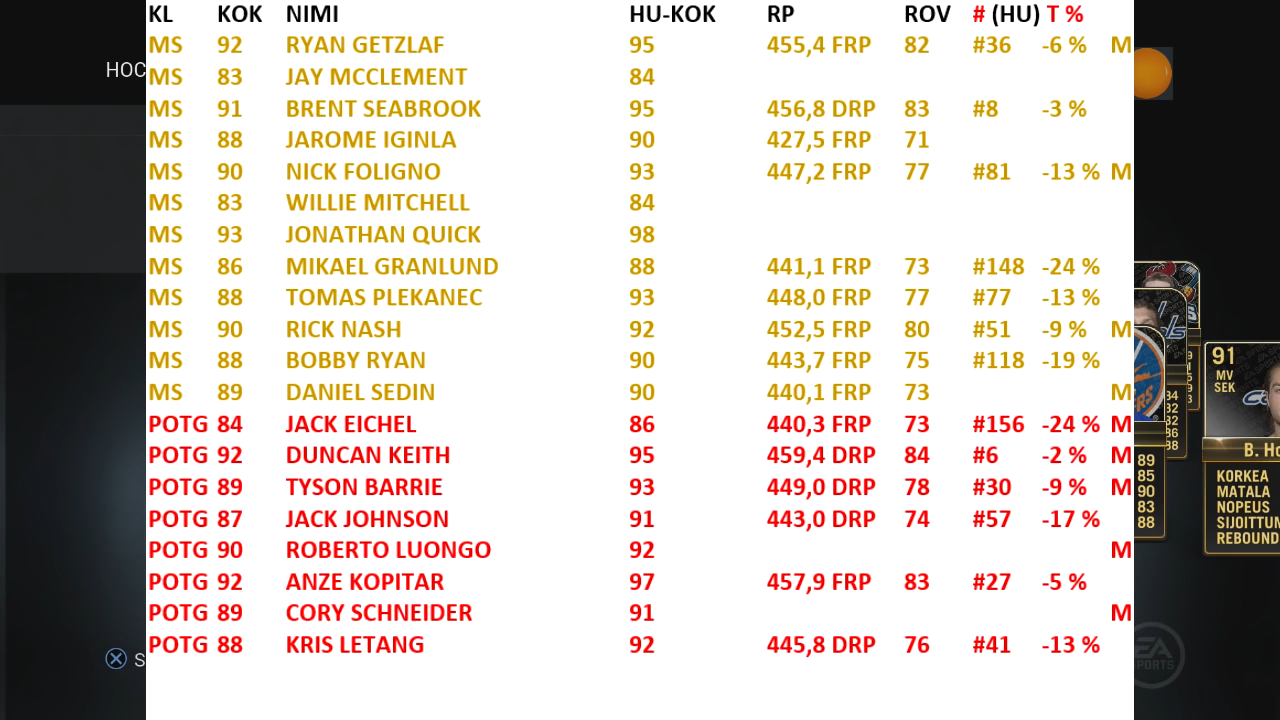 KL KOK NIMI HU-KOK RP ROV # (HU) T %
MS 92 RYAN GETZLAF 95 455,4 FRP 82 #36 -6 % M
MS 83 JAY MCCLEMENT 84
MS 91 BRENT SEABROOK 95 456,8 DRP 83 #8 -3 %
MS 88 JAROME IGINLA 90 427,5 FRP 71
MS 90 NICK FOLIGNO 93 447,2 FRP 77 #81 -13 % M
MS 83 WILLIE MITCHELL 84
MS 93 JONATHAN QUICK 98
MS 86 MIKAEL GRANLUND 88 441,1 FRP 73 #148 -24 %
MS 88 TOMAS PLEKANEC 93 448,0 FRP 77 #77 -13 %
MS 90 RICK NASH 92 452,5 FRP 80 #51 -9 % M
MS 88 BOBBY RYAN 90 443,7 FRP 75 #118 -19 %
MS 89 DANIEL SEDIN 90 440,1 FRP 73 M
POTG 84 JACK EICHEL 86 440,3 FRP 73 #156 -24 % M
POTG 92 DUNCAN KEITH 95 459,4 DRP 84 #6 -2 % M
POTG 89 TYSON BARRIE 93 449,0 DRP 78 #30 -9 % M
POTG 87 JACK JOHNSON 91 443,0 DRP 74 #57 -17 %
POTG 90 ROBERTO LUONGO 92 M
POTG 92 ANZE KOPITAR 97 457,9 FRP 83 #27 -5 %
POTG 89 CORY SCHNEIDER 91 M
POTG 88 KRIS LETANG 92 445,8 DRP 76 #41 -13 %
HOC
S
89
85
90
83
88
91
MV
SEK
B. Ho
KORKEA
MATALA
NOPEUS
SIJOITTUM
REBOUND
EA
SPORTS